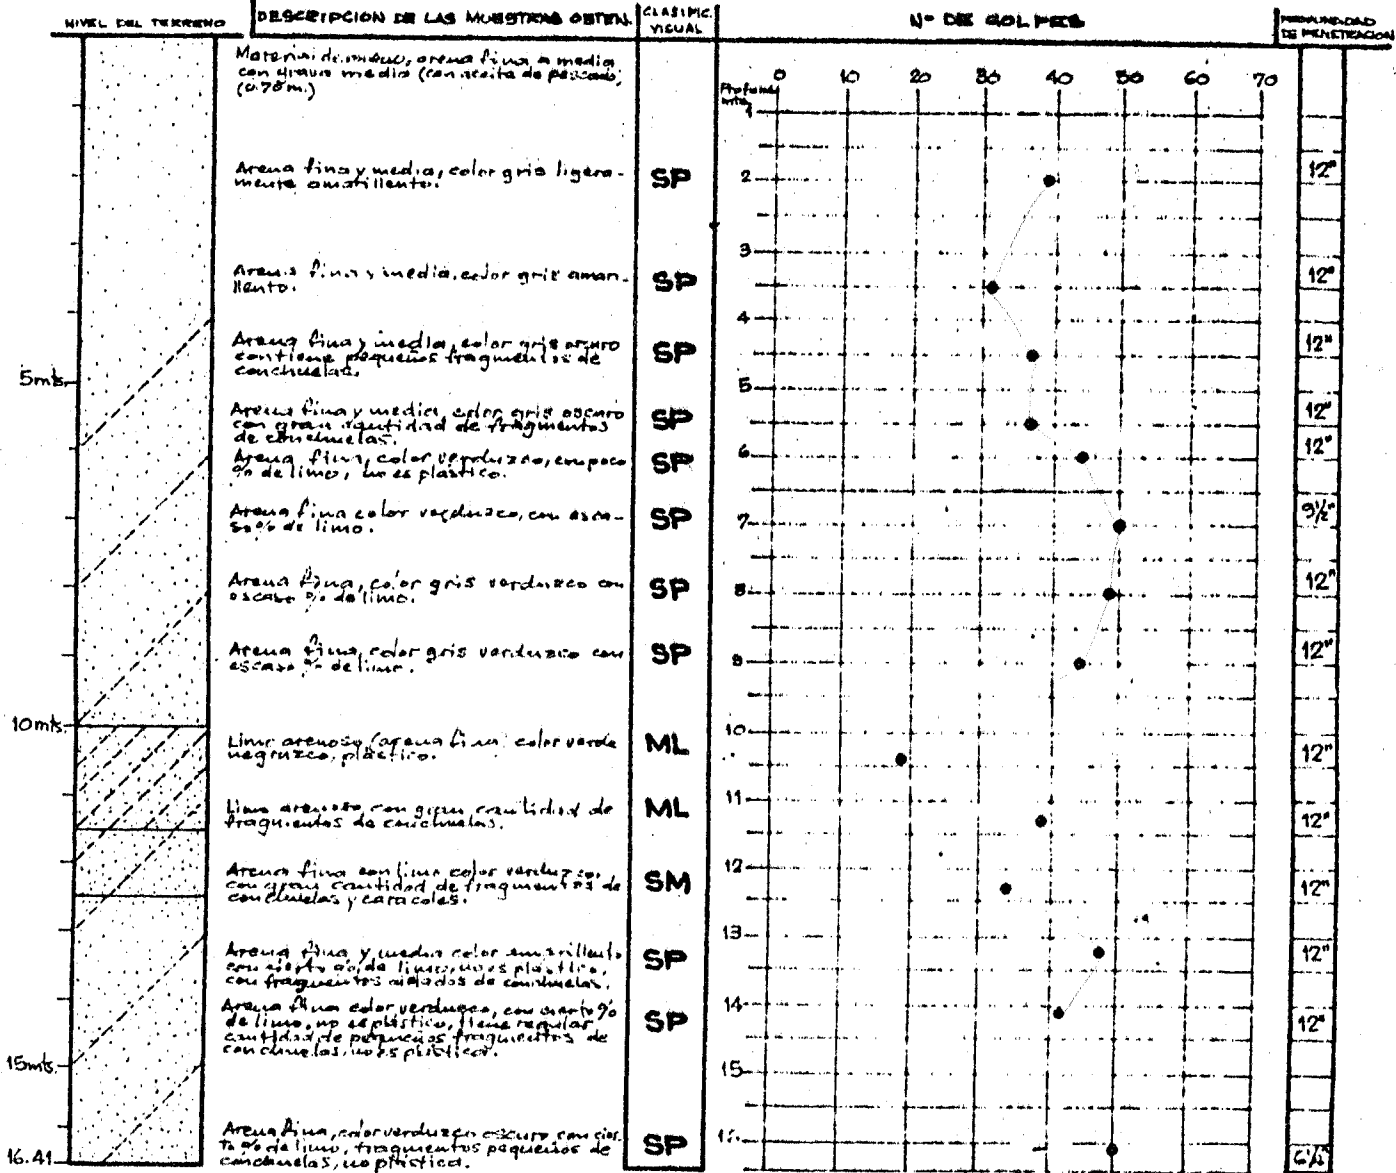 NIVEL DEL TERRENO
DESCRIPCION DE LAS MUESTRAS OBTEN.
CLASIFIC. VISUAL
Nº DE GOLPES
PROFUNDIDAD DE PENETRACION
Material de, arena fina a media
con grava media (con aceite de pescado)
(0.78 m.)
Arena fina y media, color gris ligera-
mente amarillento.
SP
Arena fina y media, color gris amari-
llento.
SP
Arena fina y media, color gris oscuro
contiene pequeños fragmentos de
conchuelas.
SP
Arena fina y media, color gris oscuro
con gran cantidad de fragmentos
de conchuelas.
SP
Arena fina, color verduzco, con poco
% de limo, no es plástico.
SP
Arena fina color verduzco, con esca-
so % de limo.
SP
Arena fina, color gris verduzco con
escaso % de limo.
SP
Arena fina, color gris verduzco con
escaso % de limo.
SP
Limo arenoso (arena fina) color verde
negruzco, plástico.
ML
Limo arenoso con gran cantidad de
fragmentos de conchuelas.
ML
Arena fina con limo color verduzco,
con gran cantidad de fragmentos de
conchuelas y caracoles.
SM
Arena fina y media color amarillento
con cierto % de limo, no es plástico,
con fragmentos aislados de conchuelas.
SP
Arena fina color verduzco, con cierto %
de limo, no es plástico, tiene regular
cantidad de pequeños fragmentos de
conchuelas, no es plástico.
SP
Arena fina, color verduzco oscuro con cier-
to % de limo, fragmentos pequeños de
conchuelas, no plástica.
SP
5mts.
10mts.
15mts.
16.41
0 10 20 30 40 50 60 70
1
2
3
4
5
6
7
8
9
10
11
12
13
14
15
12"
12"
12"
12"
12"
9½"
12"
12"
12"
12"
12"
12"
12"
6½"